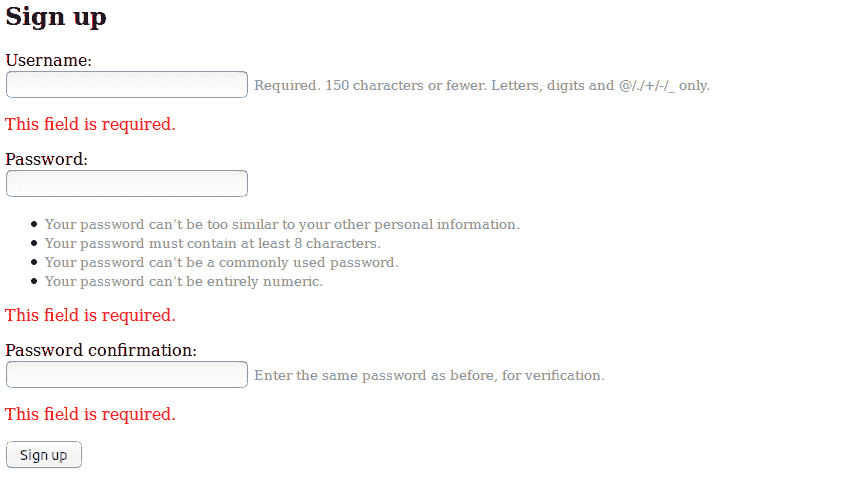 Sign up
Username:
Required. 150 characters or fewer. Letters, digits and @/./+/-/_ only.
This field is required.
Password:
Your password can't be too similar to your other personal information.
Your password must contain at least 8 characters.
Your password can't be a commonly used password.
Your password can't be entirely numeric.
This field is required.
Password confirmation:
Enter the same password as before, for verification.
This field is required.
Sign up